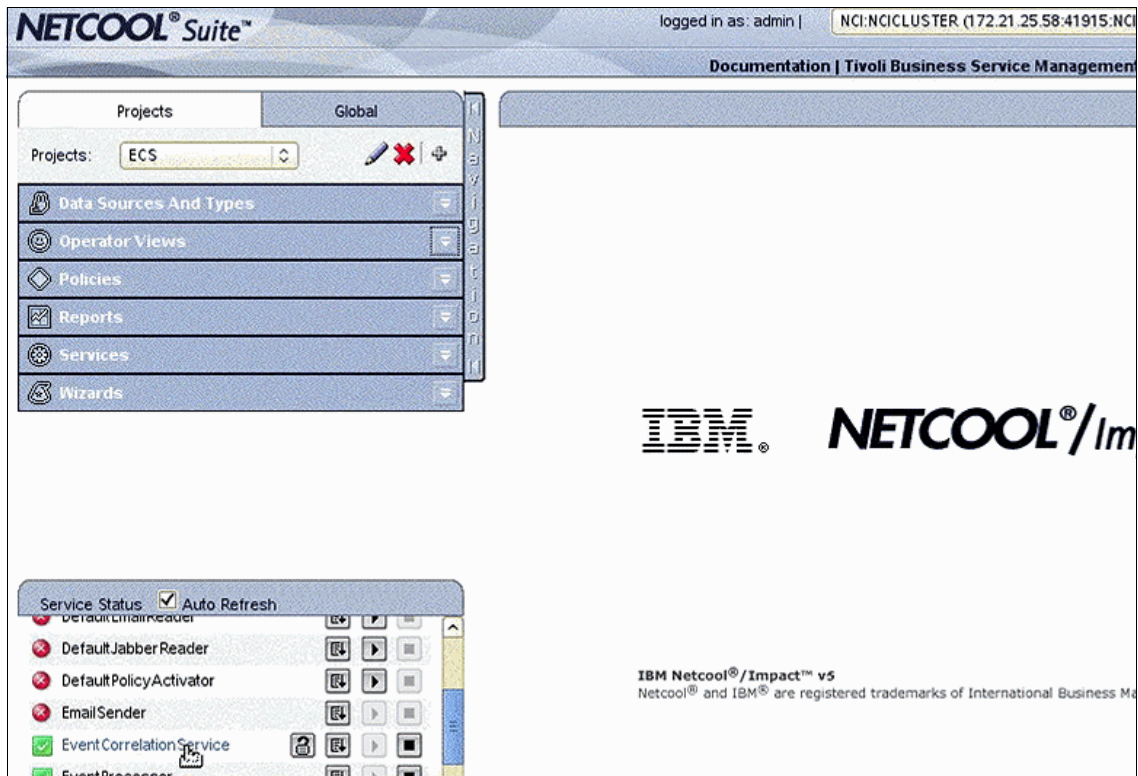 NETCOOL® Suite™
logged in as: admin |
NCI:NCICLUSTER (172.21.25.58:41915:NCI
Documentation | Tivoli Business Service Management
Projects
Global
Navigation
Projects:
ECS
Data Sources And Types
Operator Views
Policies
Reports
Services
Wizards
IBM®
NETCOOL®/Im
Service Status
Auto Refresh
DefaultEmailReader
DefaultJabberReader
DefaultPolicyActivator
EmailSender
EventCorrelationService
EventProcessor
IBM Netcool®/Impact™ v5
Netcool® and IBM® are registered trademarks of International Business Ma